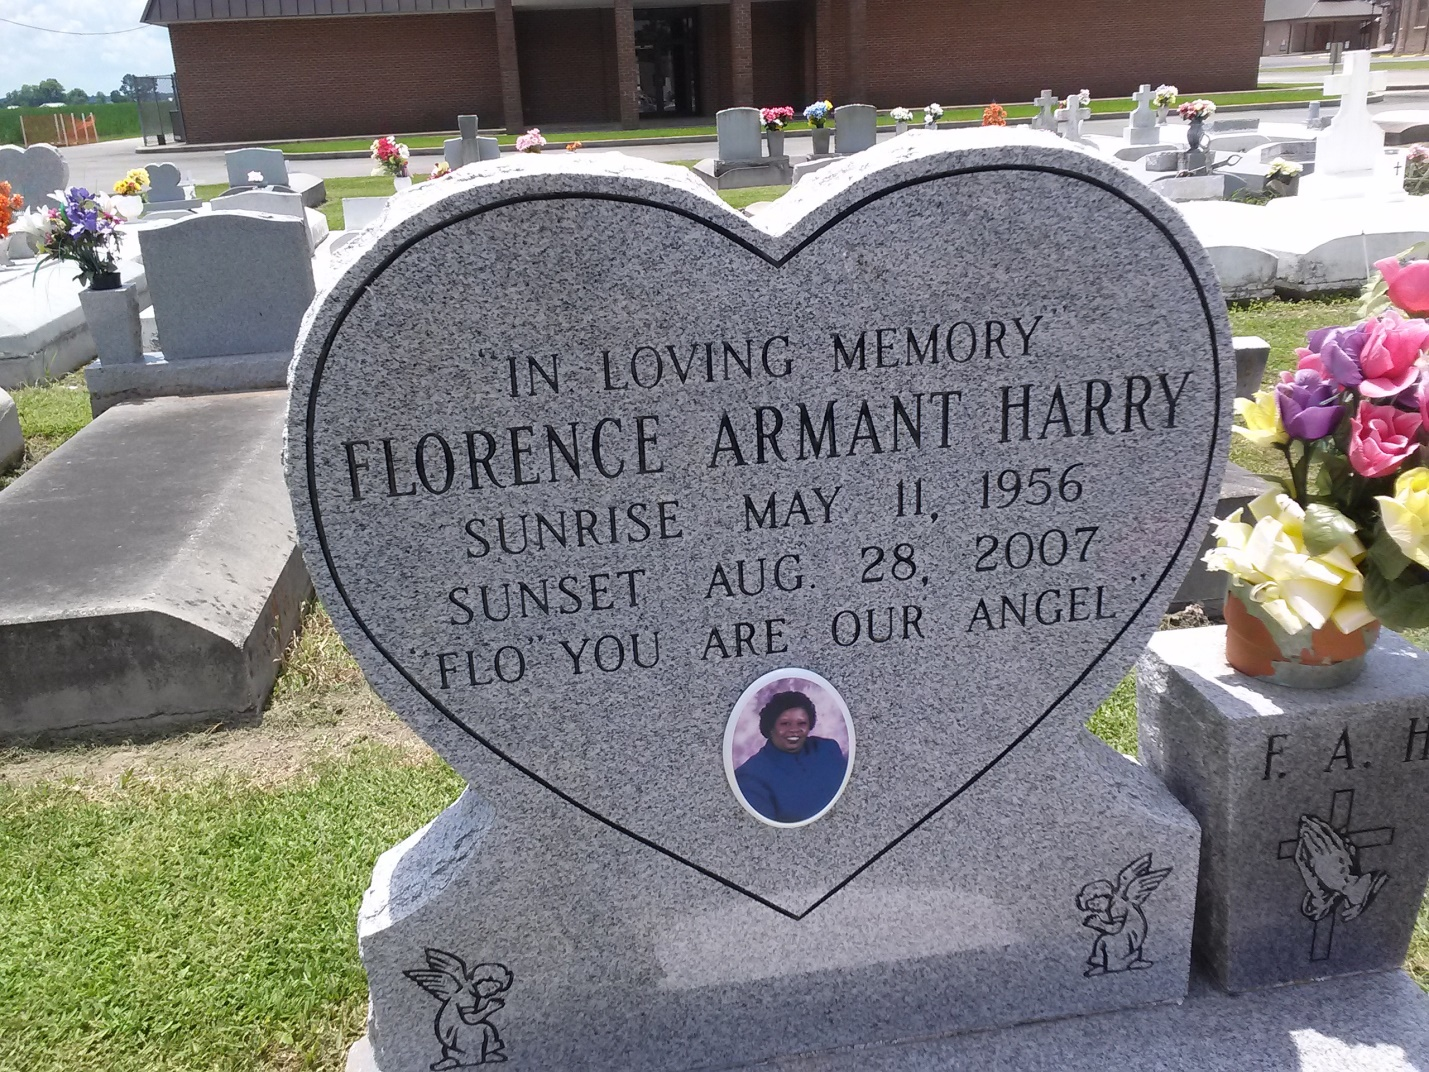 "IN LOVING MEMORY"
FLORENCE ARMANT HARRY
SUNRISE MAY 11, 1956
SUNSET AUG. 28, 2007
"FLO" YOU ARE OUR ANGEL"
F. A. H